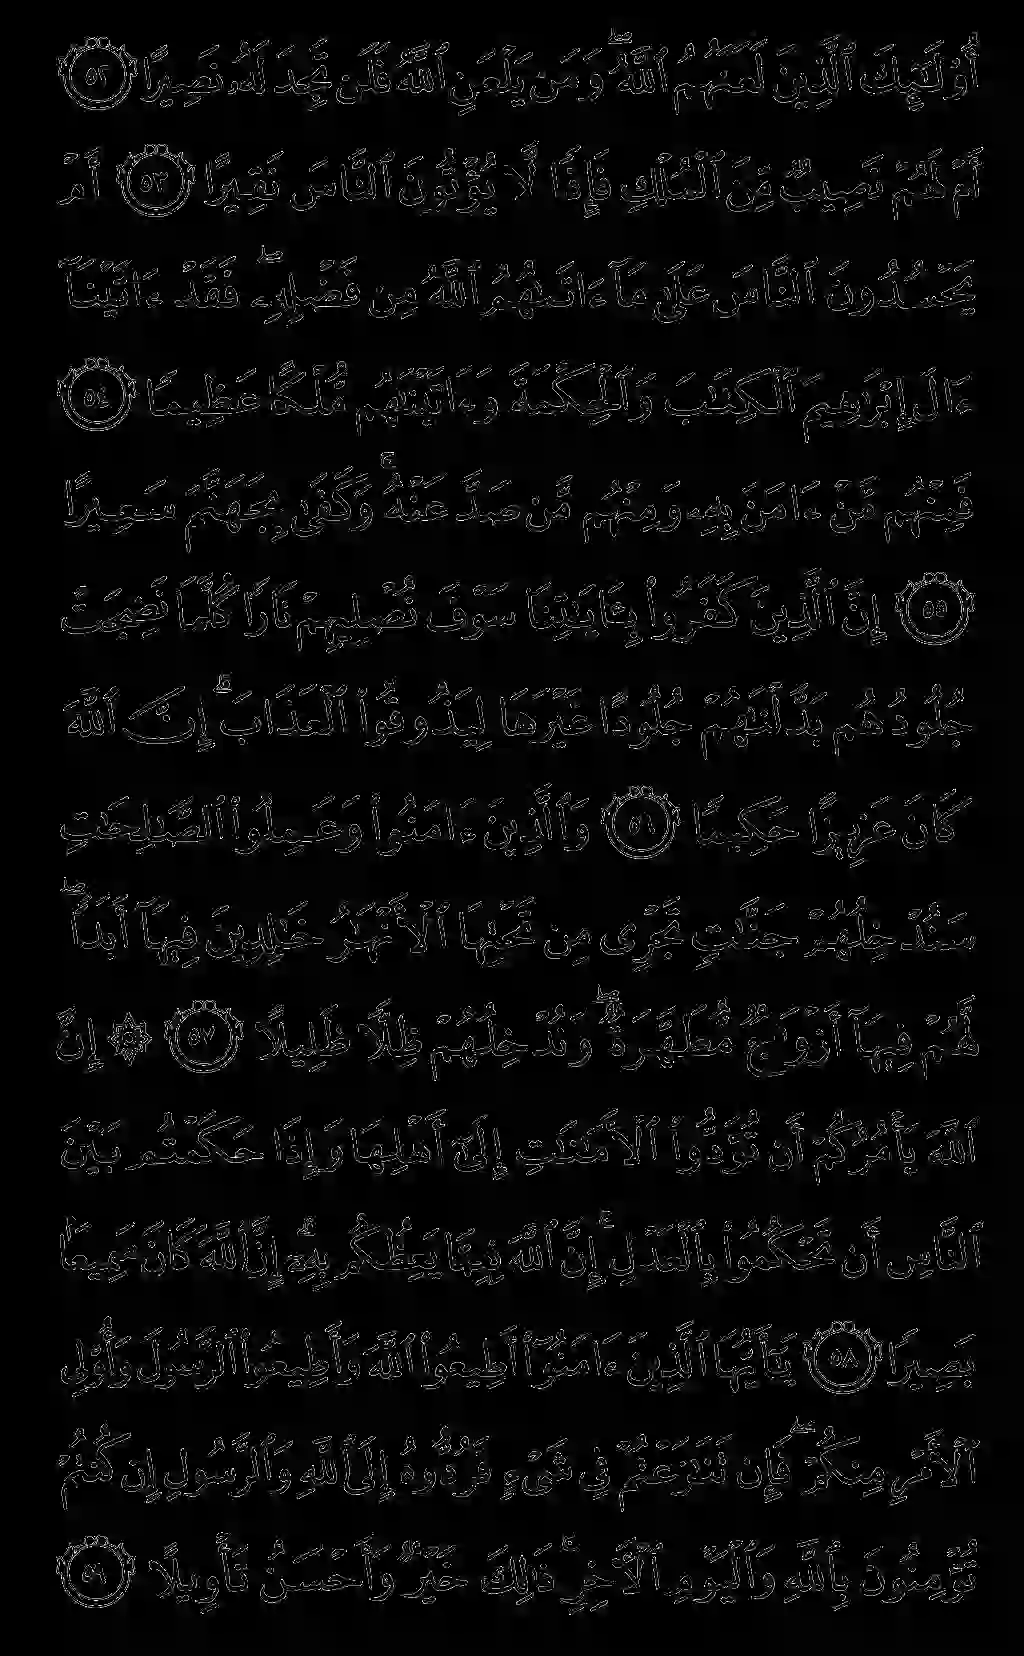 أُوْلَـٰٓئِكَ ٱلَّذِينَ لَعَنَهُمُ ٱللَّهُۖ وَمَن يَلْعَنِ ٱللَّهُ فَلَن تَجِدَ لَهُۥ نَصِيرًا ٥٢
أَمْ لَهُمْ نَصِيبٌ مِّنَ ٱلْمُلْكِ فَإِذًا لَّا يُؤْتُونَ ٱلنَّاسَ نَقِيرًا ٥٣ أَمْ
يَحْسُدُونَ ٱلنَّاسَ عَلَىٰ مَآ ءَاتَىٰهُمُ ٱللَّهُ مِن فَضْلِهِۦۖ فَقَدْ ءَاتَيْنَآ
ءَالَ إِبْرَٰهِيمَ ٱلْكِتَـٰبَ وَٱلْحِكْمَةَ وَءَاتَيْنَـٰهُم مُّلْكًا عَظِيمًا ٥٤
فَمِنْهُم مَّنْ ءَامَنَ بِهِۦ وَمِنْهُم مَّن صَدَّ عَنْهُۚ وَكَفَىٰ بِجَهَنَّمَ سَعِيرًا
٥٥ إِنَّ ٱلَّذِينَ كَفَرُواْ بِـَٔايَـٰتِنَا سَوْفَ نُصْلِيهِمْ نَارًا كُلَّمَا نَضِجَتْ
جُلُودُهُم بَدَّلْنَـٰهُمْ جُلُودًا غَيْرَهَا لِيَذُوقُواْ ٱلْعَذَابَۗ إِنَّ ٱللَّهَ
كَانَ عَزِيزًا حَكِيمًا ٥٦ وَٱلَّذِينَ ءَامَنُواْ وَعَمِلُواْ ٱلصَّـٰلِحَـٰتِ
سَنُدْخِلُهُمْ جَنَّـٰتٍ تَجْرِى مِن تَحْتِهَا ٱلْأَنْهَـٰرُ خَـٰلِدِينَ فِيهَآ أَبَدًاۖ
لَّهُمْ فِيهَآ أَزْوَٰجٌ مُّطَهَّرَةٌۖ وَنُدْخِلُهُمْ ظِلًّا ظَلِيلًا ٥٧ ۞ إِنَّ
ٱللَّهَ يَأْمُرُكُمْ أَن تُؤَدُّواْ ٱلْأَمَـٰنَـٰتِ إِلَىٰٓ أَهْلِهَا وَإِذَا حَكَمْتُم بَيْنَ
ٱلنَّاسِ أَن تَحْكُمُواْ بِٱلْعَدْلِۚ إِنَّ ٱللَّهَ نِعِمَّا يَعِظُكُم بِهِۦٓۗ إِنَّ ٱللَّهَ كَانَ سَمِيعًۢا
بَصِيرًا ٥٨ يَـٰٓأَيُّهَا ٱلَّذِينَ ءَامَنُوٓاْ أَطِيعُواْ ٱللَّهَ وَأَطِيعُواْ ٱلرَّسُولَ وَأُوْلِى
ٱلْأَمْرِ مِنكُمْۖ فَإِن تَنَـٰزَعْتُمْ فِى شَىْءٍ فَرُدُّوهُ إِلَى ٱللَّهِ وَٱلرَّسُولِ إِن كُنتُمْ
تُؤْمِنُونَ بِٱللَّهِ وَٱلْيَوْمِ ٱلْـَٔاخِرِۚ ذَٰلِكَ خَيْرٌ وَأَحْسَنُ تَأْوِيلًا ٥٩